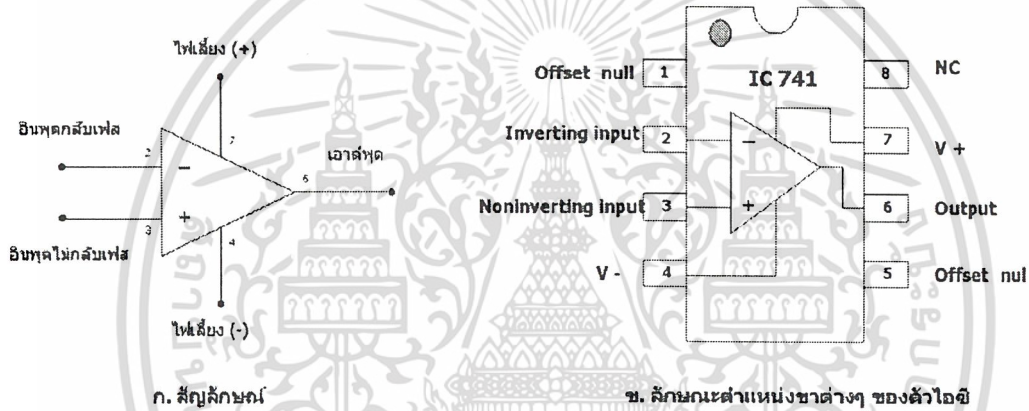 ไฟเลี้ยง (+)
อินพุตกลับเฟส
2
7
−
เอาต์พุต
6
+
3
4
อินพุตไม่กลับเฟส
ไฟเลี้ยง (-)
ก. สัญลักษณ์
IC 741
Offset null 1
8 NC
Inverting input 2
−
7 V +
Noninverting input 3
+
6 Output
V - 4
5 Offset nul
ข. ลักษณะตำแหน่งขาต่างๆ ของตัวไอซี